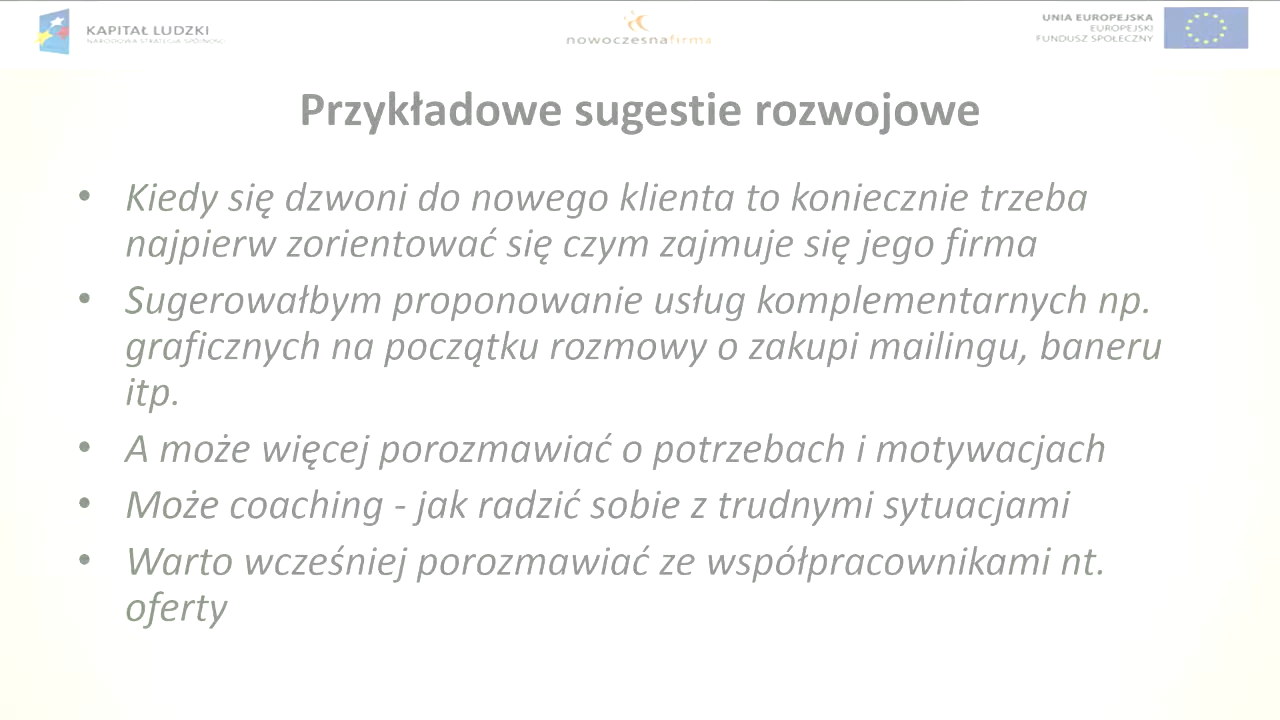 KAPITAŁ LUDZKI
NARODOWA STRATEGIA SPÓJNOŚCI
nowoczesnafirma
UNIA EUROPEJSKA
EUROPEJSKI
FUNDUSZ SPOŁECZNY
Przykładowe sugestie rozwojowe
• Kiedy się dzwoni do nowego klienta to koniecznie trzeba
najpierw zorientować się czym zajmuje się jego firma
• Sugerowałbym proponowanie usług komplementarnych np.
graficznych na początku rozmowy o zakupi mailingu, baneru
itp.
• A może więcej porozmawiać o potrzebach i motywacjach
• Może coaching - jak radzić sobie z trudnymi sytuacjami
• Warto wcześniej porozmawiać ze współpracownikami nt.
oferty